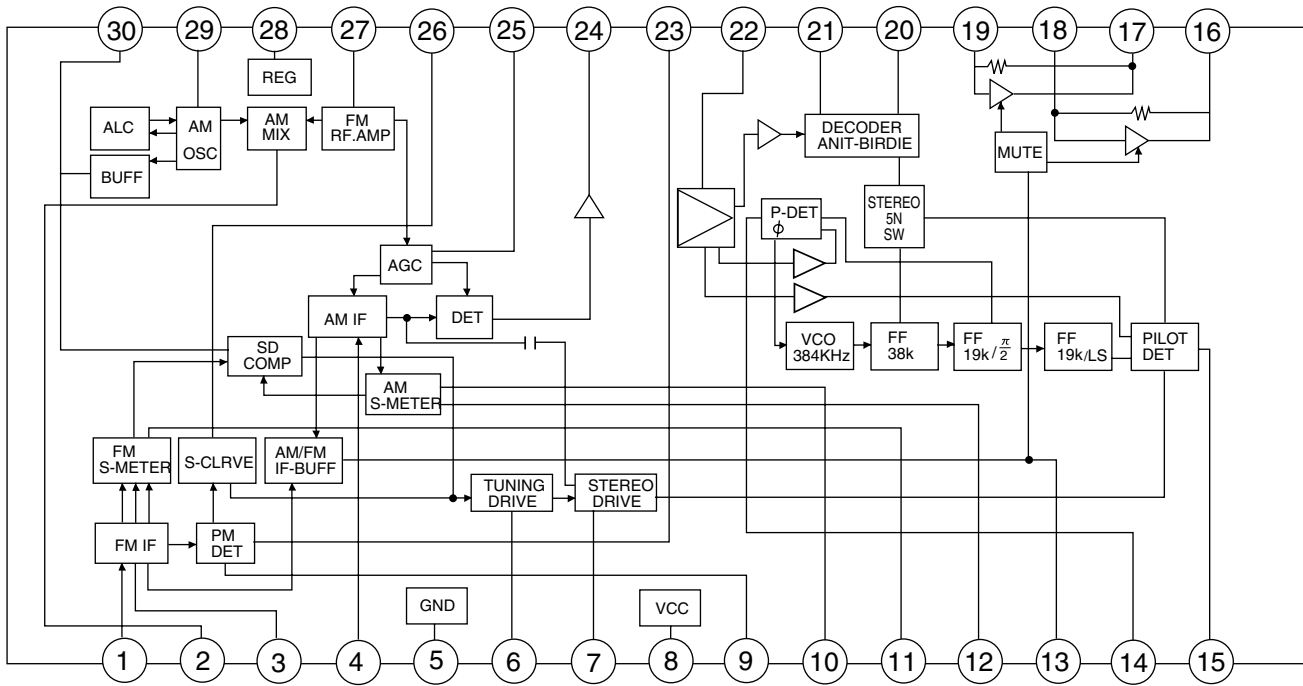 30 29 28 27 26 25 24 23 22 21 20 19 18 17 16
REG
ALC
AM
OSC
AM
MIX
FM
RF.AMP
BUFF
DECODER
ANIT-BIRDIE
MUTE
STEREO
5N
SW
P-DET
ϕ
AGC
AM IF
DET
SD
COMP
VCO
384KHz
FF
38k
FF
19k/π/2
FF
19k/LS
PILOT
DET
AM
S-METER
FM
S-METER
S-CLRVE
AM/FM
IF-BUFF
TUNING
DRIVE
STEREO
DRIVE
FM IF
PM
DET
GND
VCC
1 2 3 4 5 6 7 8 9 10 11 12 13 14 15